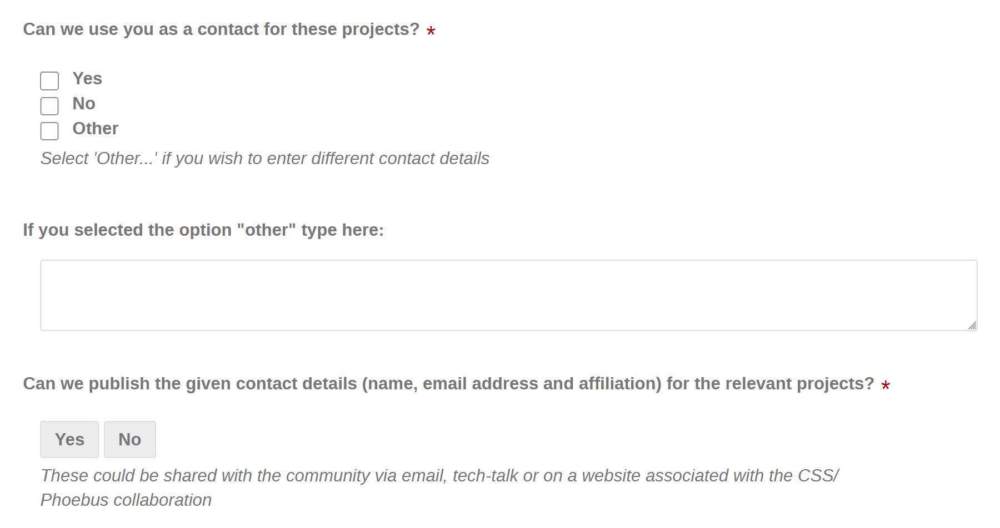 Can we use you as a contact for these projects? *
Yes
No
Other
Select 'Other...' if you wish to enter different contact details
If you selected the option "other" type here:
Can we publish the given contact details (name, email address and affiliation) for the relevant projects? *
Yes No
These could be shared with the community via email, tech-talk or on a website associated with the CSS/
Phoebus collaboration